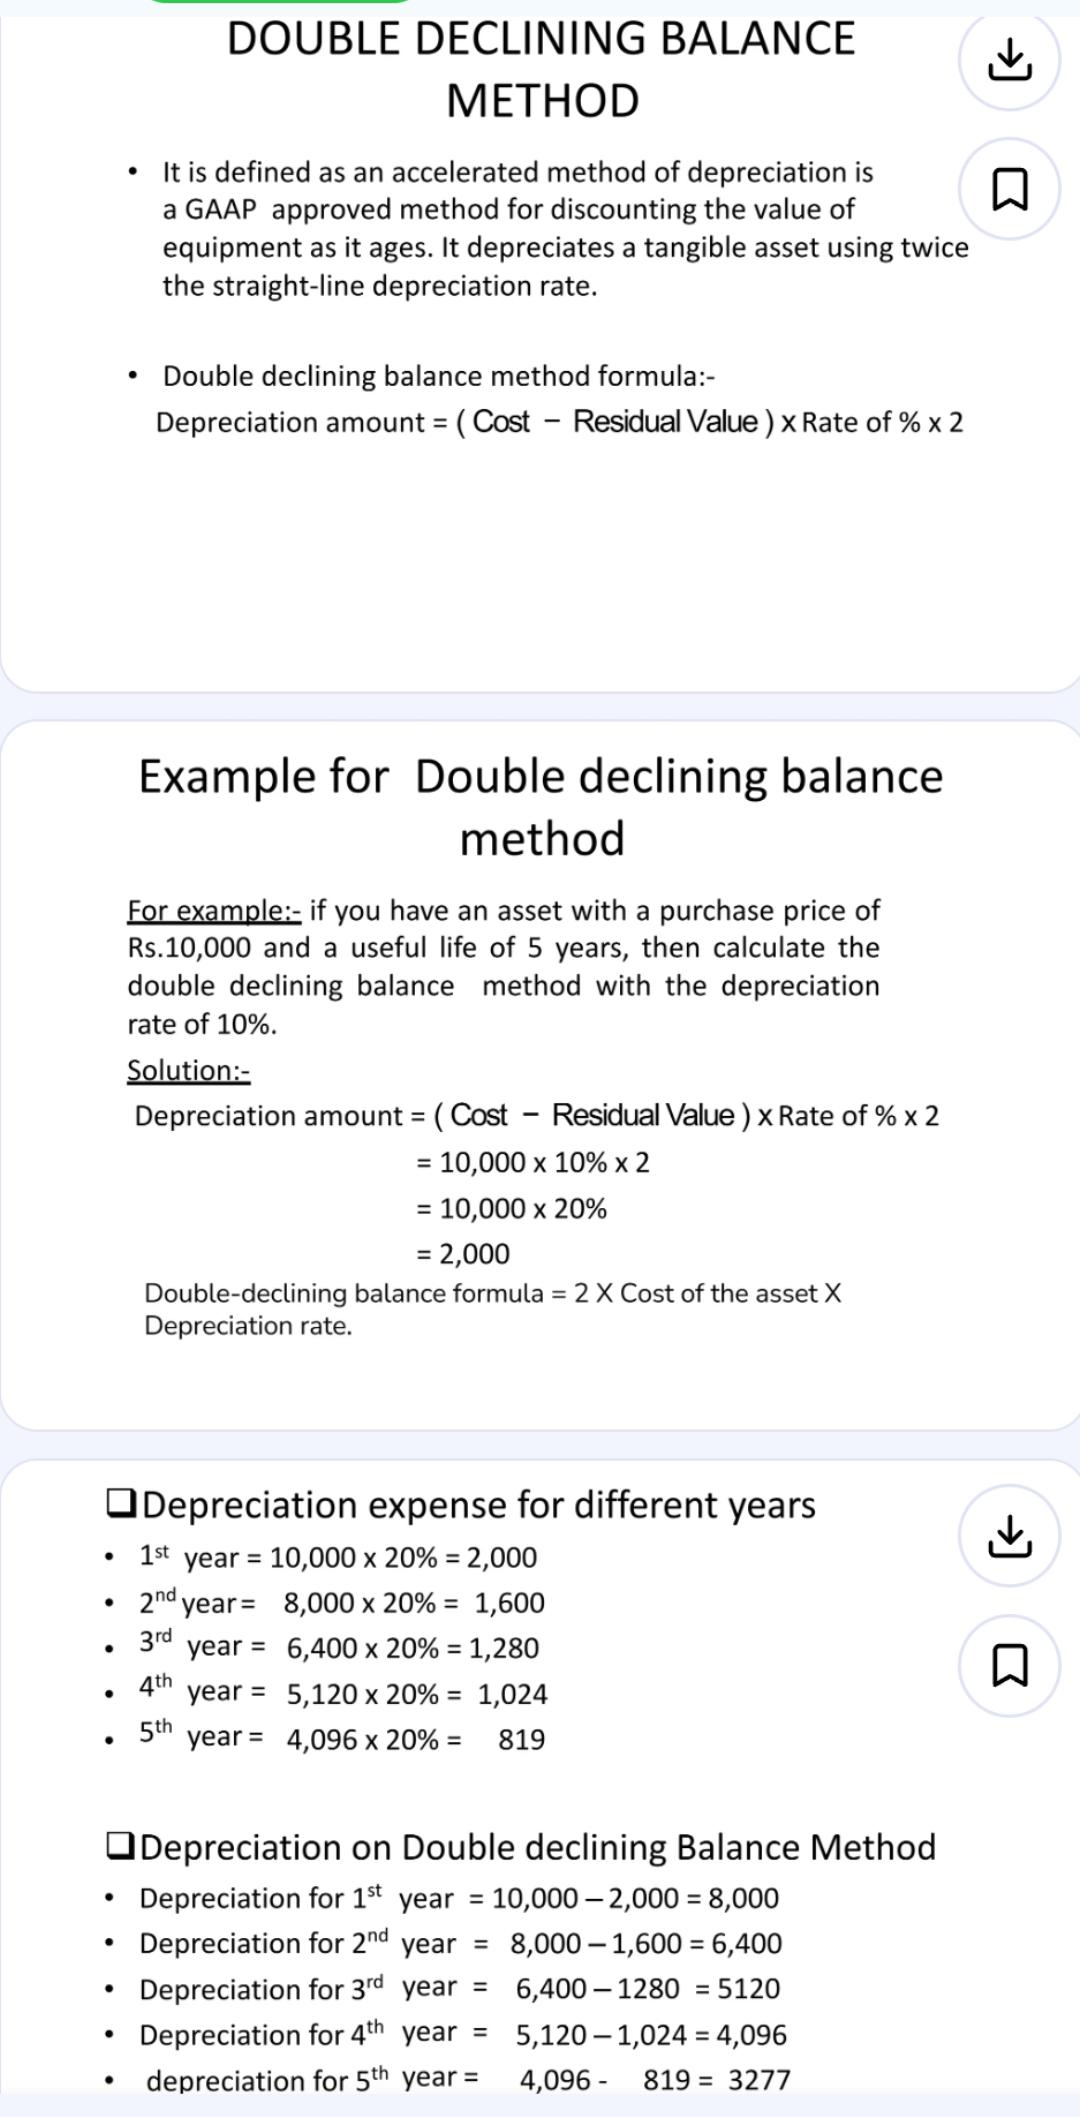 DOUBLE DECLINING BALANCE
METHOD
• It is defined as an accelerated method of depreciation is
a GAAP approved method for discounting the value of
equipment as it ages. It depreciates a tangible asset using twice
the straight-line depreciation rate.
• Double declining balance method formula:-
Depreciation amount = ( Cost − Residual Value ) x Rate of % x 2
Example for Double declining balance
method
For example:- if you have an asset with a purchase price of
Rs.10,000 and a useful life of 5 years, then calculate the
double declining balance method with the depreciation
rate of 10%.
Solution:-
Depreciation amount = ( Cost − Residual Value ) x Rate of % x 2
= 10,000 x 10% x 2
= 10,000 x 20%
= 2,000
Double-declining balance formula = 2 X Cost of the asset X
Depreciation rate.
❑Depreciation expense for different years
• 1st year = 10,000 x 20% = 2,000
• 2nd year= 8,000 x 20% = 1,600
• 3rd year = 6,400 x 20% = 1,280
• 4th year = 5,120 x 20% = 1,024
• 5th year = 4,096 x 20% = 819
❑Depreciation on Double declining Balance Method
• Depreciation for 1st year = 10,000 – 2,000 = 8,000
• Depreciation for 2nd year = 8,000 – 1,600 = 6,400
• Depreciation for 3rd year = 6,400 – 1280 = 5120
• Depreciation for 4th year = 5,120 – 1,024 = 4,096
• depreciation for 5th year = 4,096 - 819 = 3277